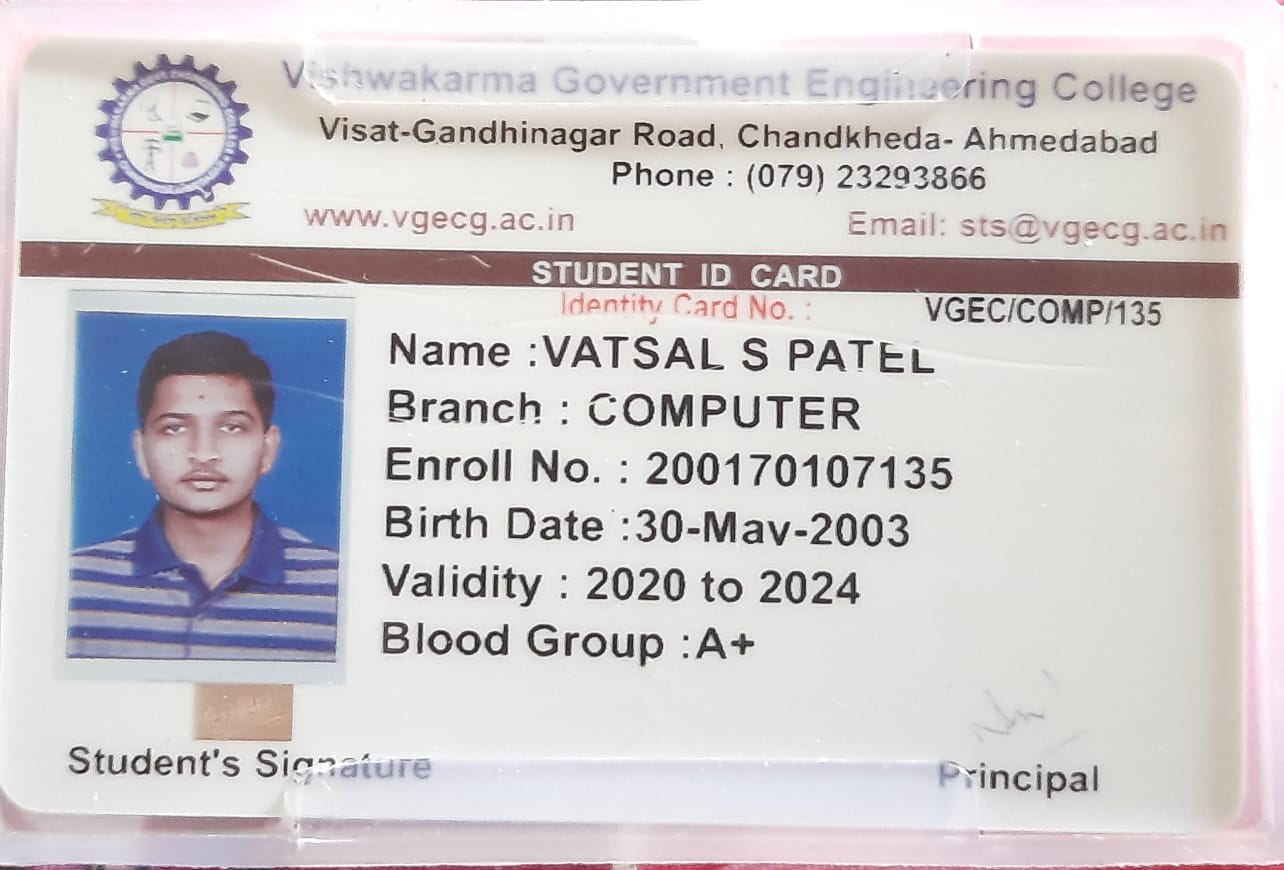 Vishwakarma Government Engineering College
Visat-Gandhinagar Road, Chandkheda- Ahmedabad
Phone : (079) 23293866
www.vgecg.ac.in Email: sts@vgecg.ac.in
STUDENT ID CARD
Identity Card No. : VGEC/COMP/135
Name :VATSAL S PATEL
Branch : COMPUTER
Enroll No. : 200170107135
Birth Date :30-May-2003
Validity : 2020 to 2024
Blood Group :A+
Student's Signature Principal